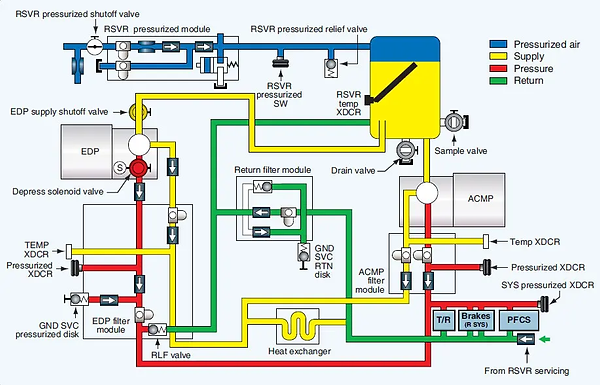 RSVR pressurized shutoff valve
RSVR pressurized module
RSVR pressurized relief valve
Pressurized air
Supply
Pressure
Return
RSVR
pressurized
SW
RSVR
temp
XDCR
EDP supply shutoff valve
EDP
S
Depress solenoid valve
Sample valve
Drain valve
Return filter module
ACMP
TEMP
XDCR
Pressurized
XDCR
GND SVC
pressurized disk
EDP filter
module
RLF valve
GND
SVC
RTN
disk
ACMP
filter
module
Heat exchanger
Temp XDCR
Pressurized XDCR
SYS pressurized XDCR
T/R
Brakes
(R SYS)
PFCS
From RSVR servicing